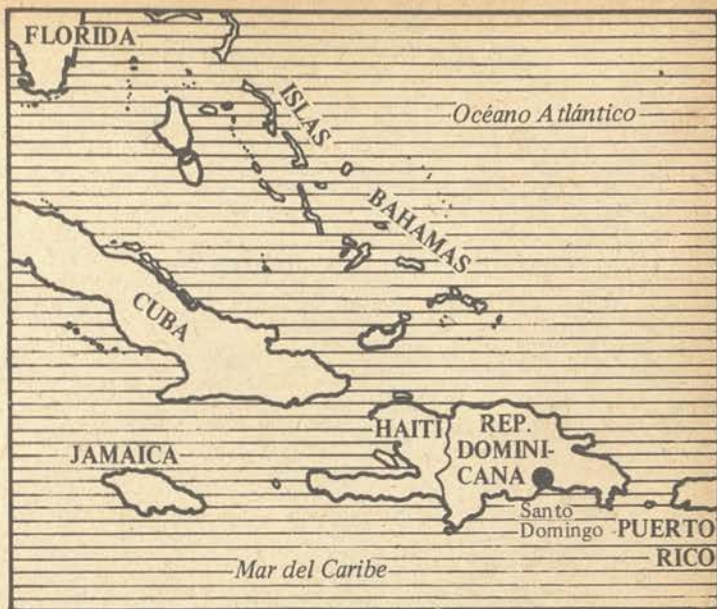 FLORIDA
ISLAS
Océano Atlántico
BAHAMAS
CUBA
HAITI
REP.
DOMINI-
CANA
JAMAICA
Santo
Domingo
PUERTO
RICO
Mar del Caribe